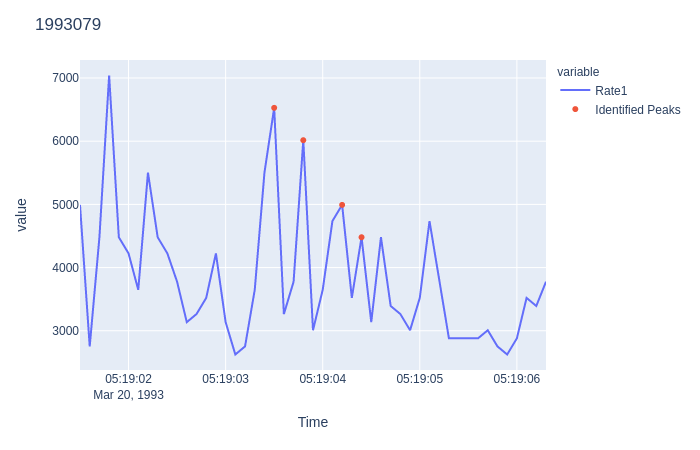 1993079
variable
Rate1
Identified Peaks
value
7000
6000
5000
4000
3000
05:19:02
Mar 20, 1993
05:19:03
05:19:04
05:19:05
05:19:06
Time